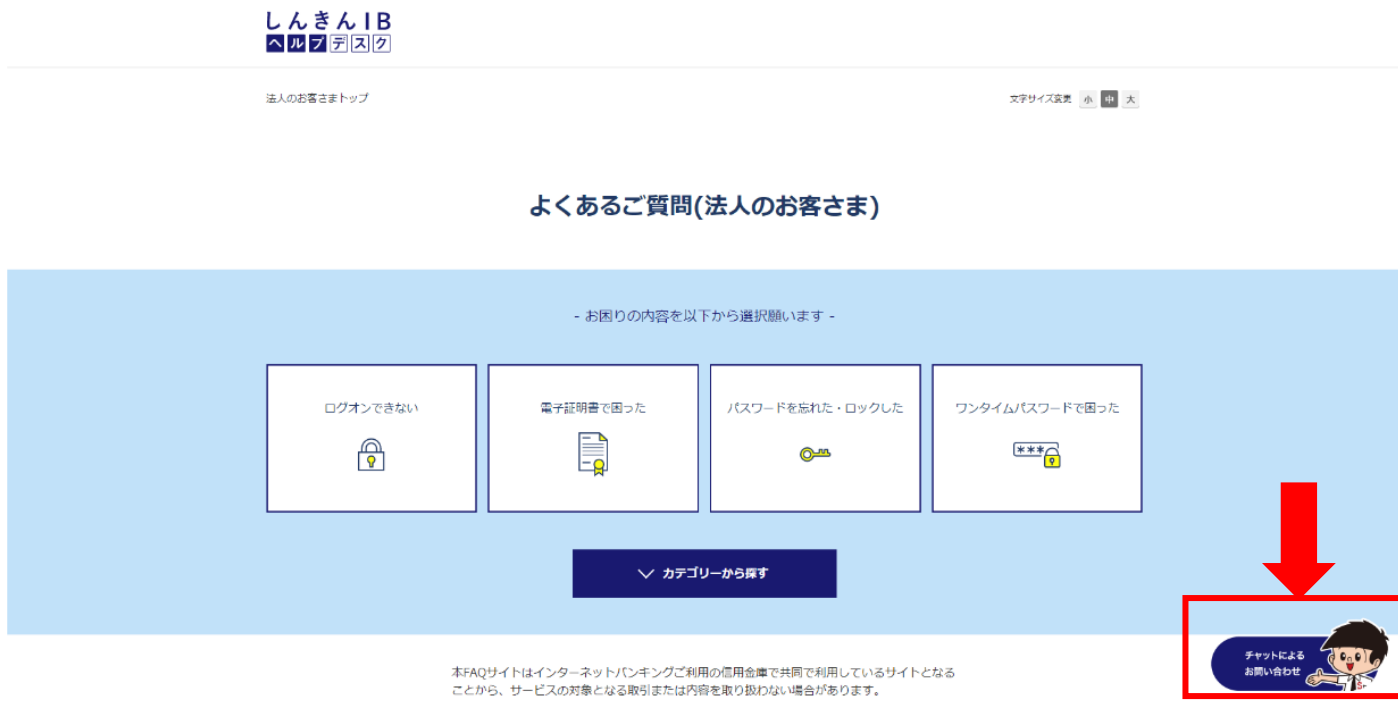 しんきんIB
ヘルプデスク
法人のお客さまトップ
文字サイズ変更 小 中 大
よくあるご質問(法人のお客さま)
- お困りの内容を以下から選択願います -
ログオンできない
電子証明書で困った
パスワードを忘れた・ロックした
ワンタイムパスワードで困った
***
カテゴリーから探す
チャットによる
お問い合わせ
本FAQサイトはインターネットバンキングご利用の信用金庫で共同で利用しているサイトとなる
ことから、サービスの対象となる取引または内容を取り扱わない場合があります。